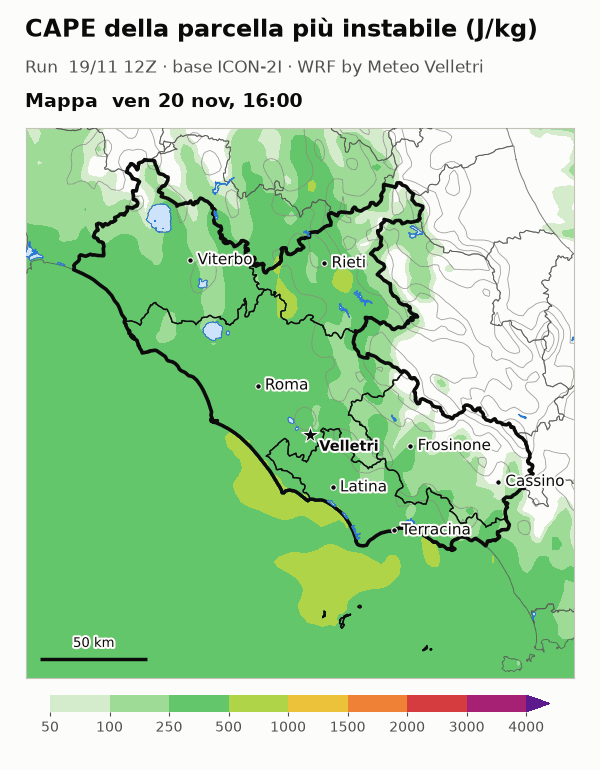 CAPE della parcella più instabile (J/kg)
Run  19/11 12Z · base ICON-2I · WRF by Meteo Velletri
Mappa  ven 20 nov, 16:00
Viterbo
Rieti
Roma
Velletri
Frosinone
Cassino
Latina
Terracina
50 km
50 100 250 500 1000 1500 2000 3000 4000